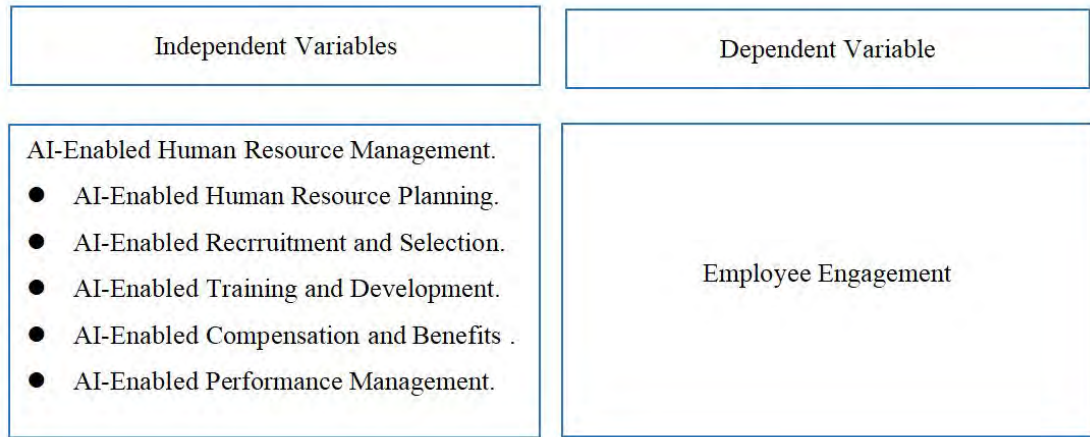 Independent Variables
Dependent Variable
AI-Enabled Human Resource Management.
● AI-Enabled Human Resource Planning.
● AI-Enabled Recrruitment and Selection.
● AI-Enabled Training and Development.
● AI-Enabled Compensation and Benefits .
● AI-Enabled Performance Management.
Employee Engagement